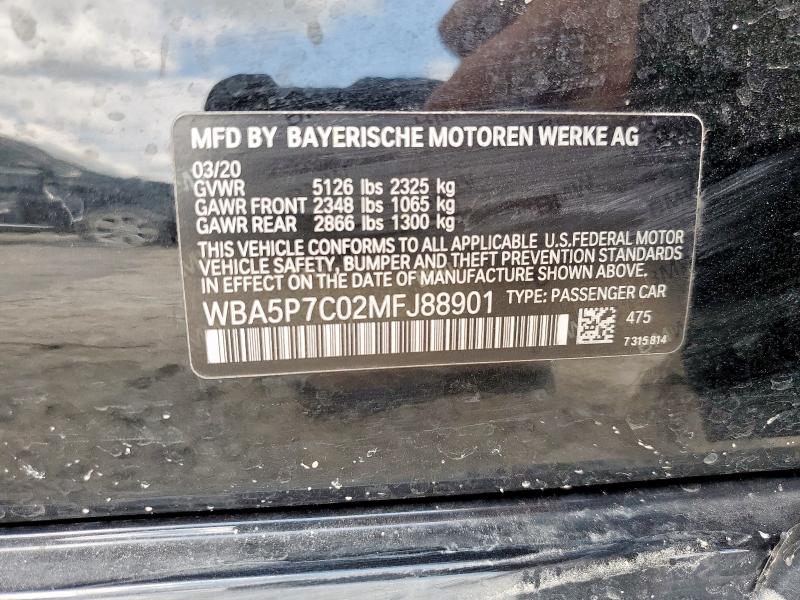 MFD BY BAYERISCHE MOTOREN WERKE AG
03/20
GVWR 5126 lbs 2325 kg
GAWR FRONT 2348 lbs 1065 kg
GAWR REAR 2866 lbs 1300 kg
THIS VEHICLE CONFORMS TO ALL APPLICABLE U.S.FEDERAL MOTOR
VEHICLE SAFETY, BUMPER AND THEFT PREVENTION STANDARDS
IN EFFECT ON THE DATE OF MANUFACTURE SHOWN ABOVE.
WBA5P7C02MFJ88901 TYPE: PASSENGER CAR
475
7315814